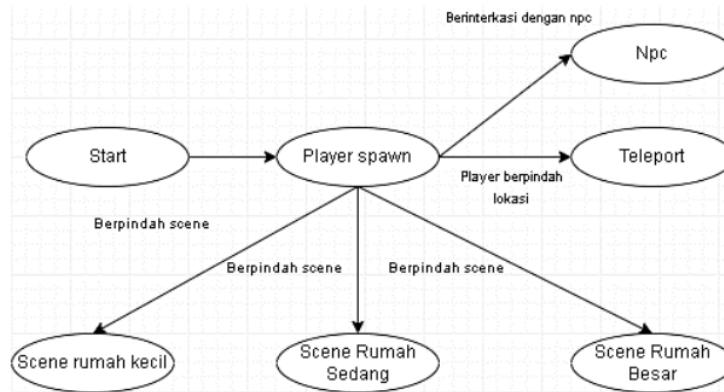 Berinterkasi dengan npc
Npc
Start
Player spawn
Teleport
Player berpindah
lokasi
Berpindah scene
Berpindah scene
Berpindah scene
Scene rumah kecil
Scene Rumah
Sedang
Scene Rumah
Besar